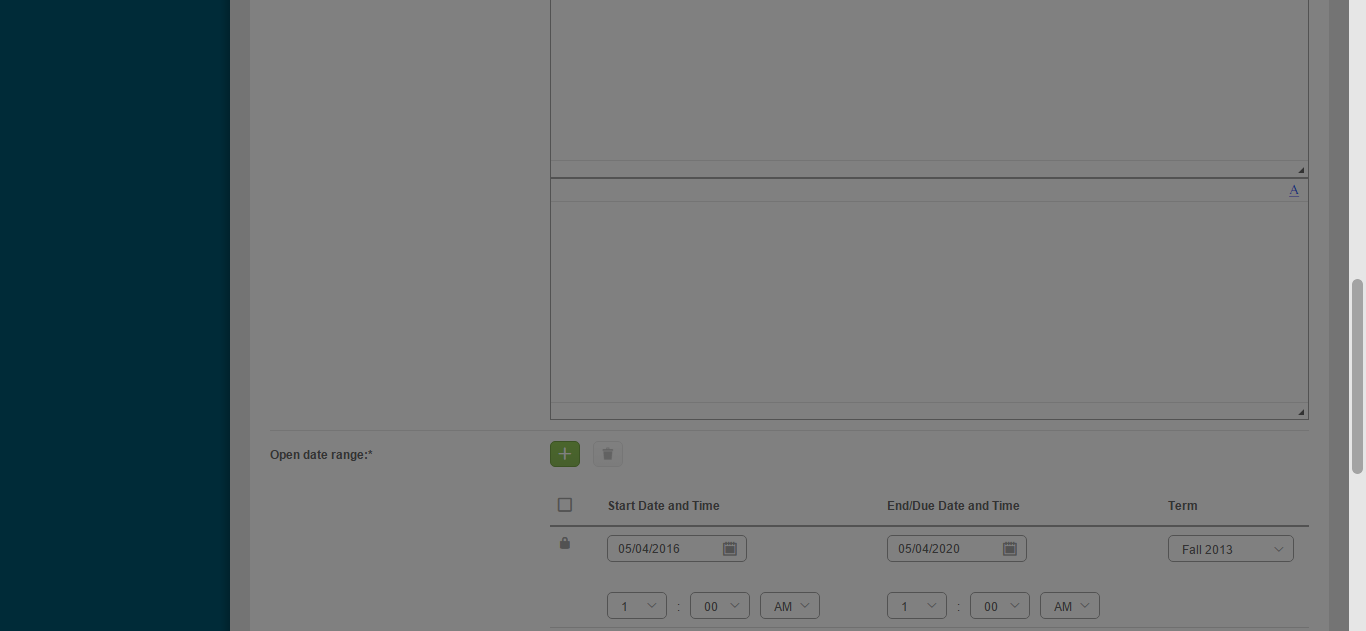 A
Open date range:*
Start Date and Time End/Due Date and Time Term
05/04/2016 05/04/2020 Fall 2013
1 : 00 AM 1 : 00 AM